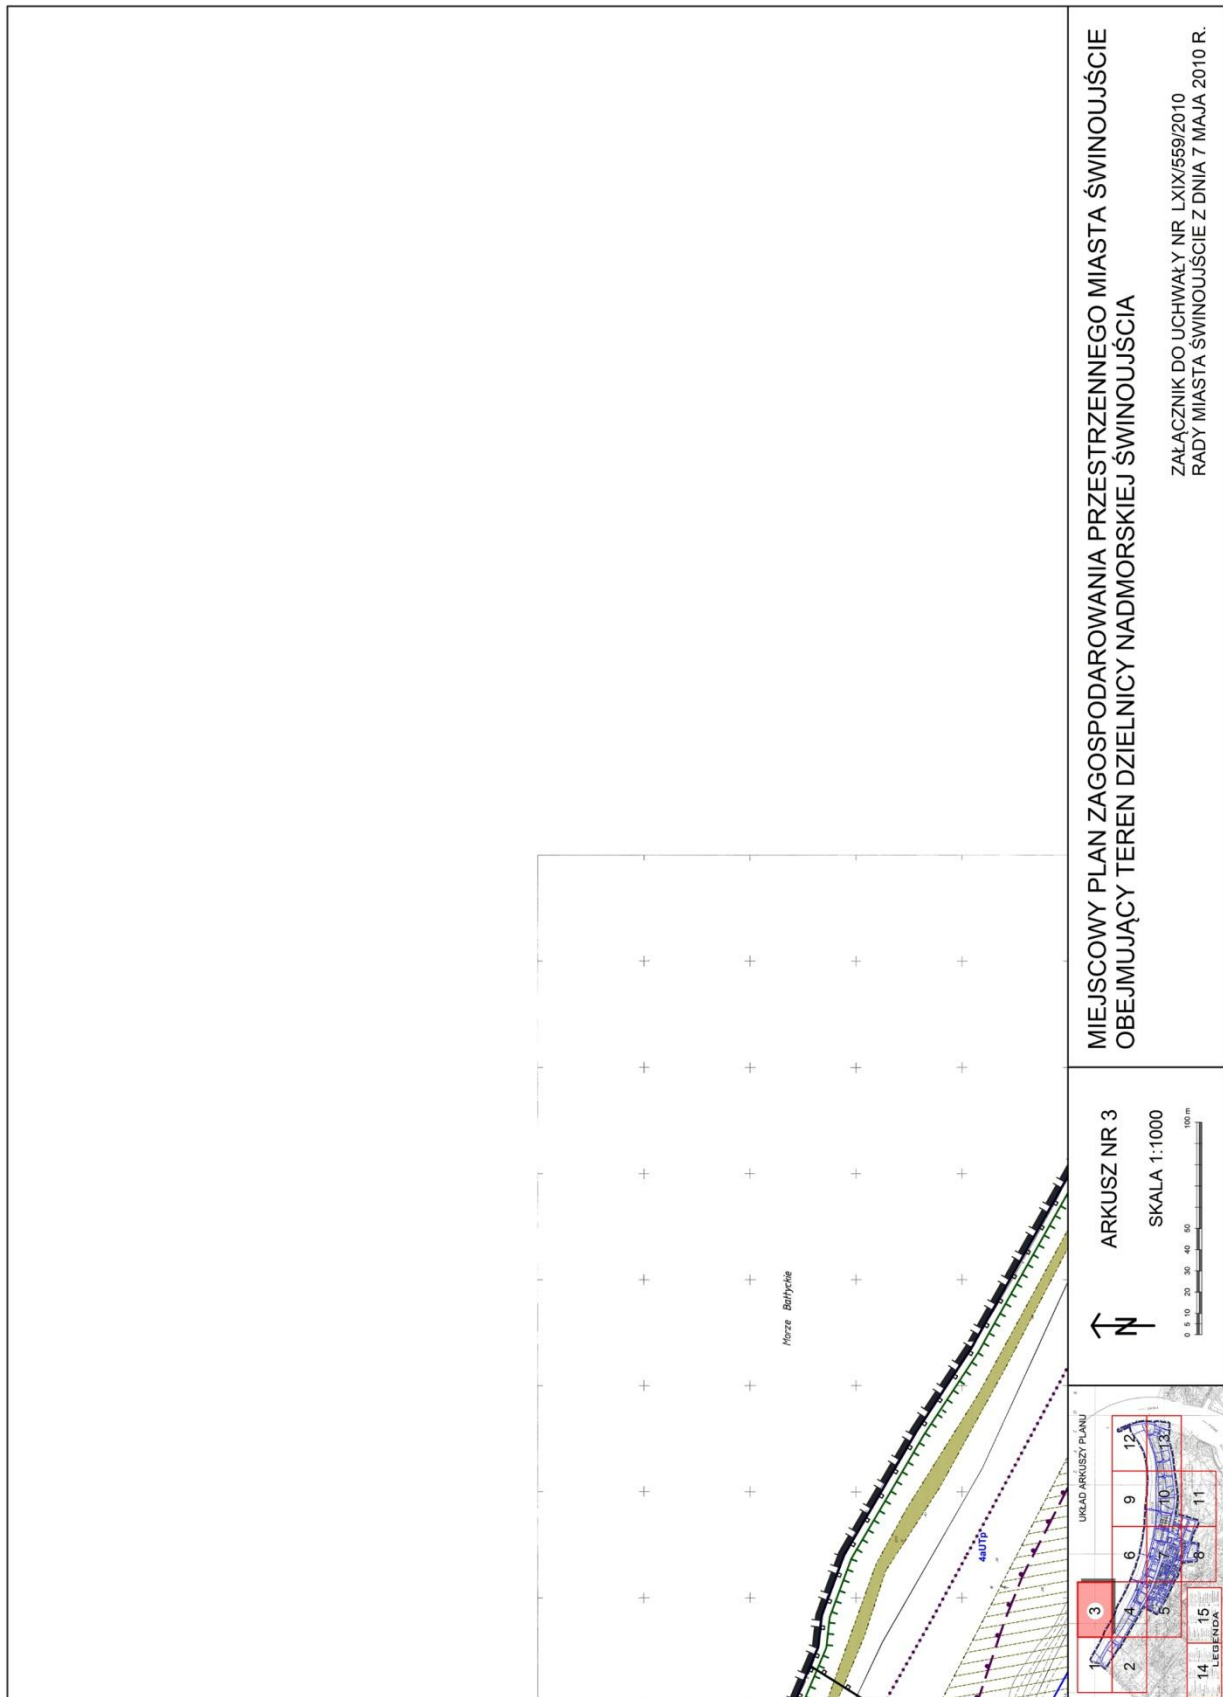 MIEJSCOWY PLAN ZAGOSPODAROWANIA PRZESTRZENNEGO MIASTA ŚWINOUJŚCIE
OBEJMUJĄCY TEREN DZIELNICY NADMORSKIEJ ŚWINOUJŚCIA
ZAŁĄCZNIK DO UCHWAŁY NR LXIX/559/2010
RADY MIASTA ŚWINOUJŚCIE Z DNIA 7 MAJA 2010 R.
ARKUSZ NR 3
SKALA 1:1000
N
0 5 10 20 30 40 50 100 m
UKŁAD ARKUSZY PLANU
1 3
2 4 6 9 12
5 7 10 13
8 11
14 15
LEGENDA
Morze Bałtyckie
4aUTp